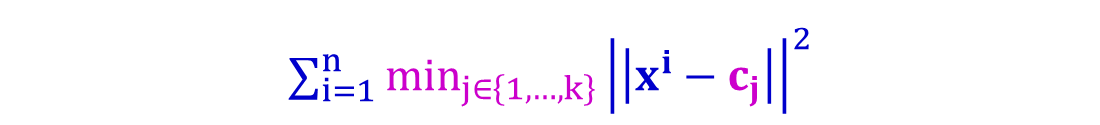 ∑ⁿᵢ₌₁ min_{j∈{1,…,k}} ||𝐱ⁱ − 𝐜ⱼ||²